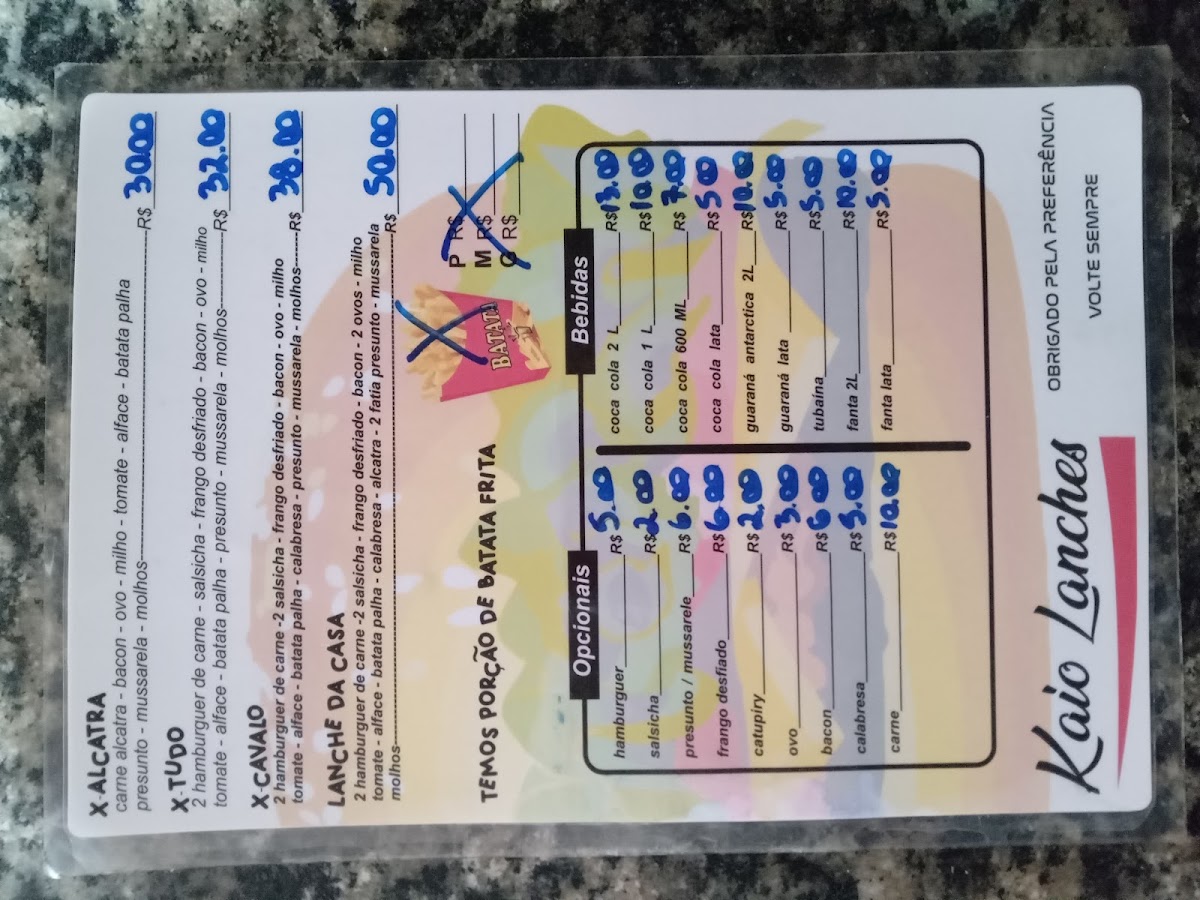 X-ALCATRA
carne alcatra - bacon - ovo - milho - tomate - alface - batata palha
presunto - mussarela - molhos-----R$ 30.00
X-TUDO
2 hamburguer de carne - salsicha - frango desfriado - bacon - ovo - milho
tomate - alface - batata palha - presunto - mussarela - molhos-----R$ 32.00
X-CAVALO
2 hamburguer de carne -2 salsicha - frango desfriado - bacon - ovo - milho
tomate - alface - batata palha - calabresa - presunto - mussarela - molhos-----R$ 38.00
LANCHE DA CASA
2 hamburguer de carne -2 salsicha - frango desfriado - bacon - 2 ovos - milho
tomate - alface - batata palha - calabresa - alcatra - 2 fatia presunto - mussarela
molhos-----R$ 50.00
TEMOS PORÇÃO DE BATATA FRITA
BATATA
P R$
M R$
G R$
Opcionais
hamburguer R$ 5.00
salsicha R$ 2.00
presunto / mussarele R$ 6.00
frango desfiado R$ 6.00
catupiry R$ 2.00
ovo R$ 3.00
bacon R$ 6.00
calabresa R$ 5.00
carne R$ 10.00
Bebidas
coca cola 2 L R$ 13.00
coca cola 1 L R$ 10.00
coca cola 600 ML R$ 7.00
coca cola lata R$ 5.00
guaraná antarctica 2L R$ 10.00
guaraná lata R$ 5.00
tubaina R$ 5.00
fanta 2L R$ 10.00
fanta lata R$ 5.00
Kaio Lanches
OBRIGADO PELA PREFERÊNCIA
VOLTE SEMPRE